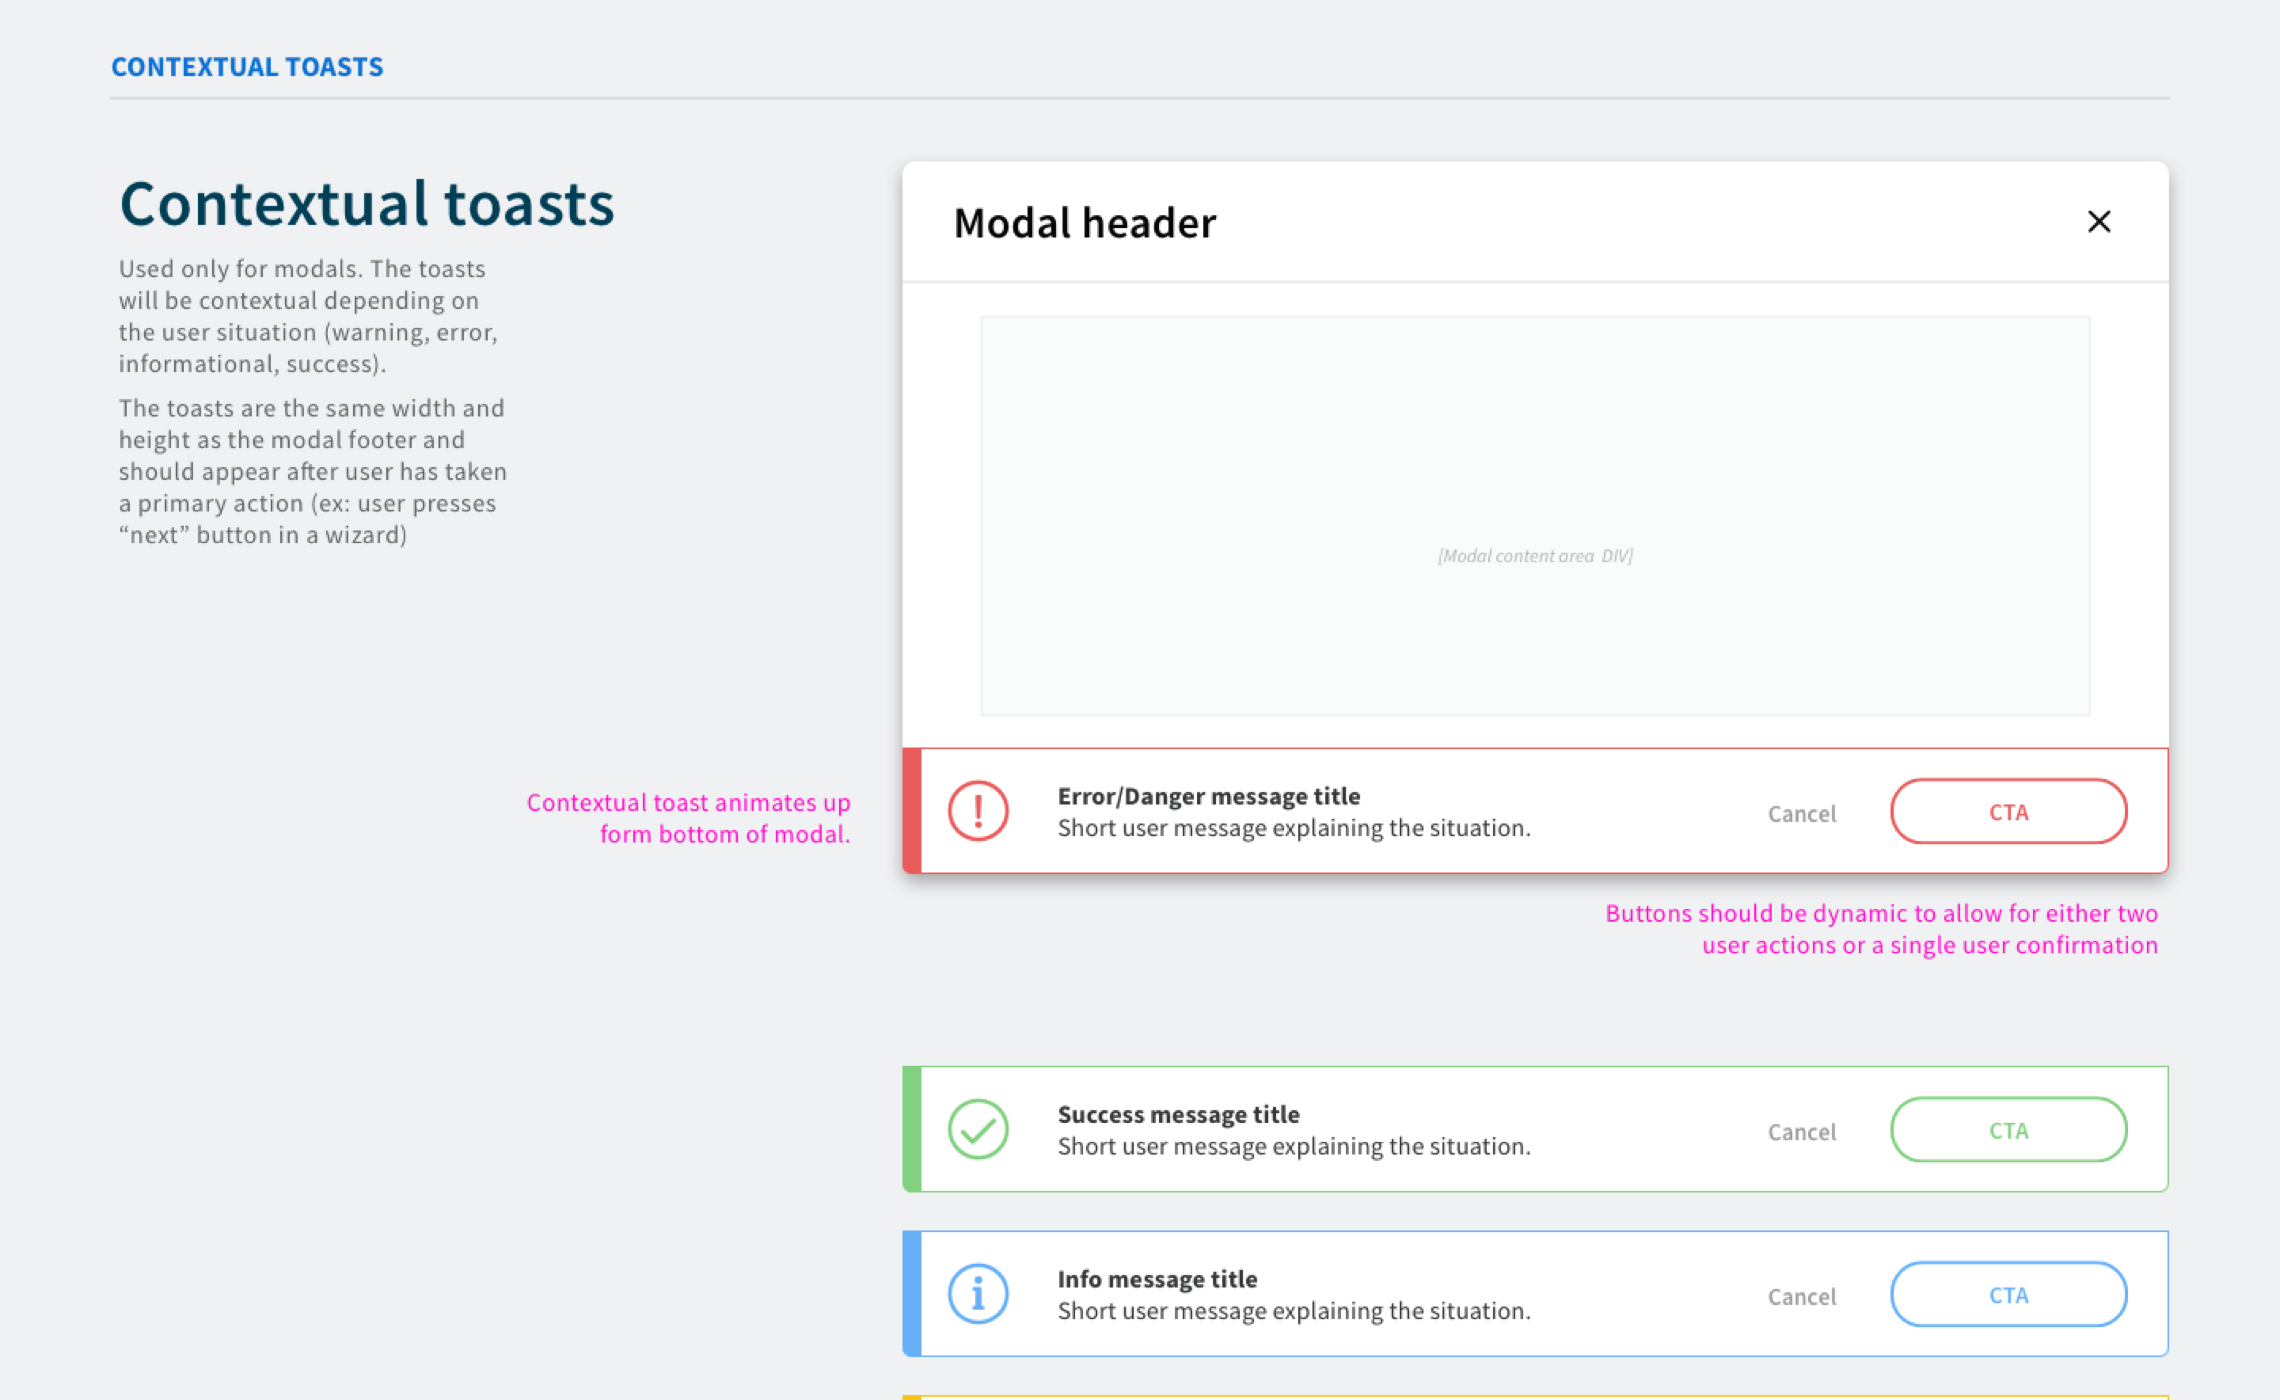 CONTEXTUAL TOASTS
Contextual toasts
Used only for modals. The toasts
will be contextual depending on
the user situation (warning, error,
informational, success).
The toasts are the same width and
height as the modal footer and
should appear after user has taken
a primary action (ex: user presses
“next” button in a wizard)
Modal header
[Modal content area DIV]
Contextual toast animates up
form bottom of modal.
Error/Danger message title
Short user message explaining the situation.
Cancel
CTA
Buttons should be dynamic to allow for either two
user actions or a single user confirmation
Success message title
Short user message explaining the situation.
Cancel
CTA
Info message title
Short user message explaining the situation.
Cancel
CTA